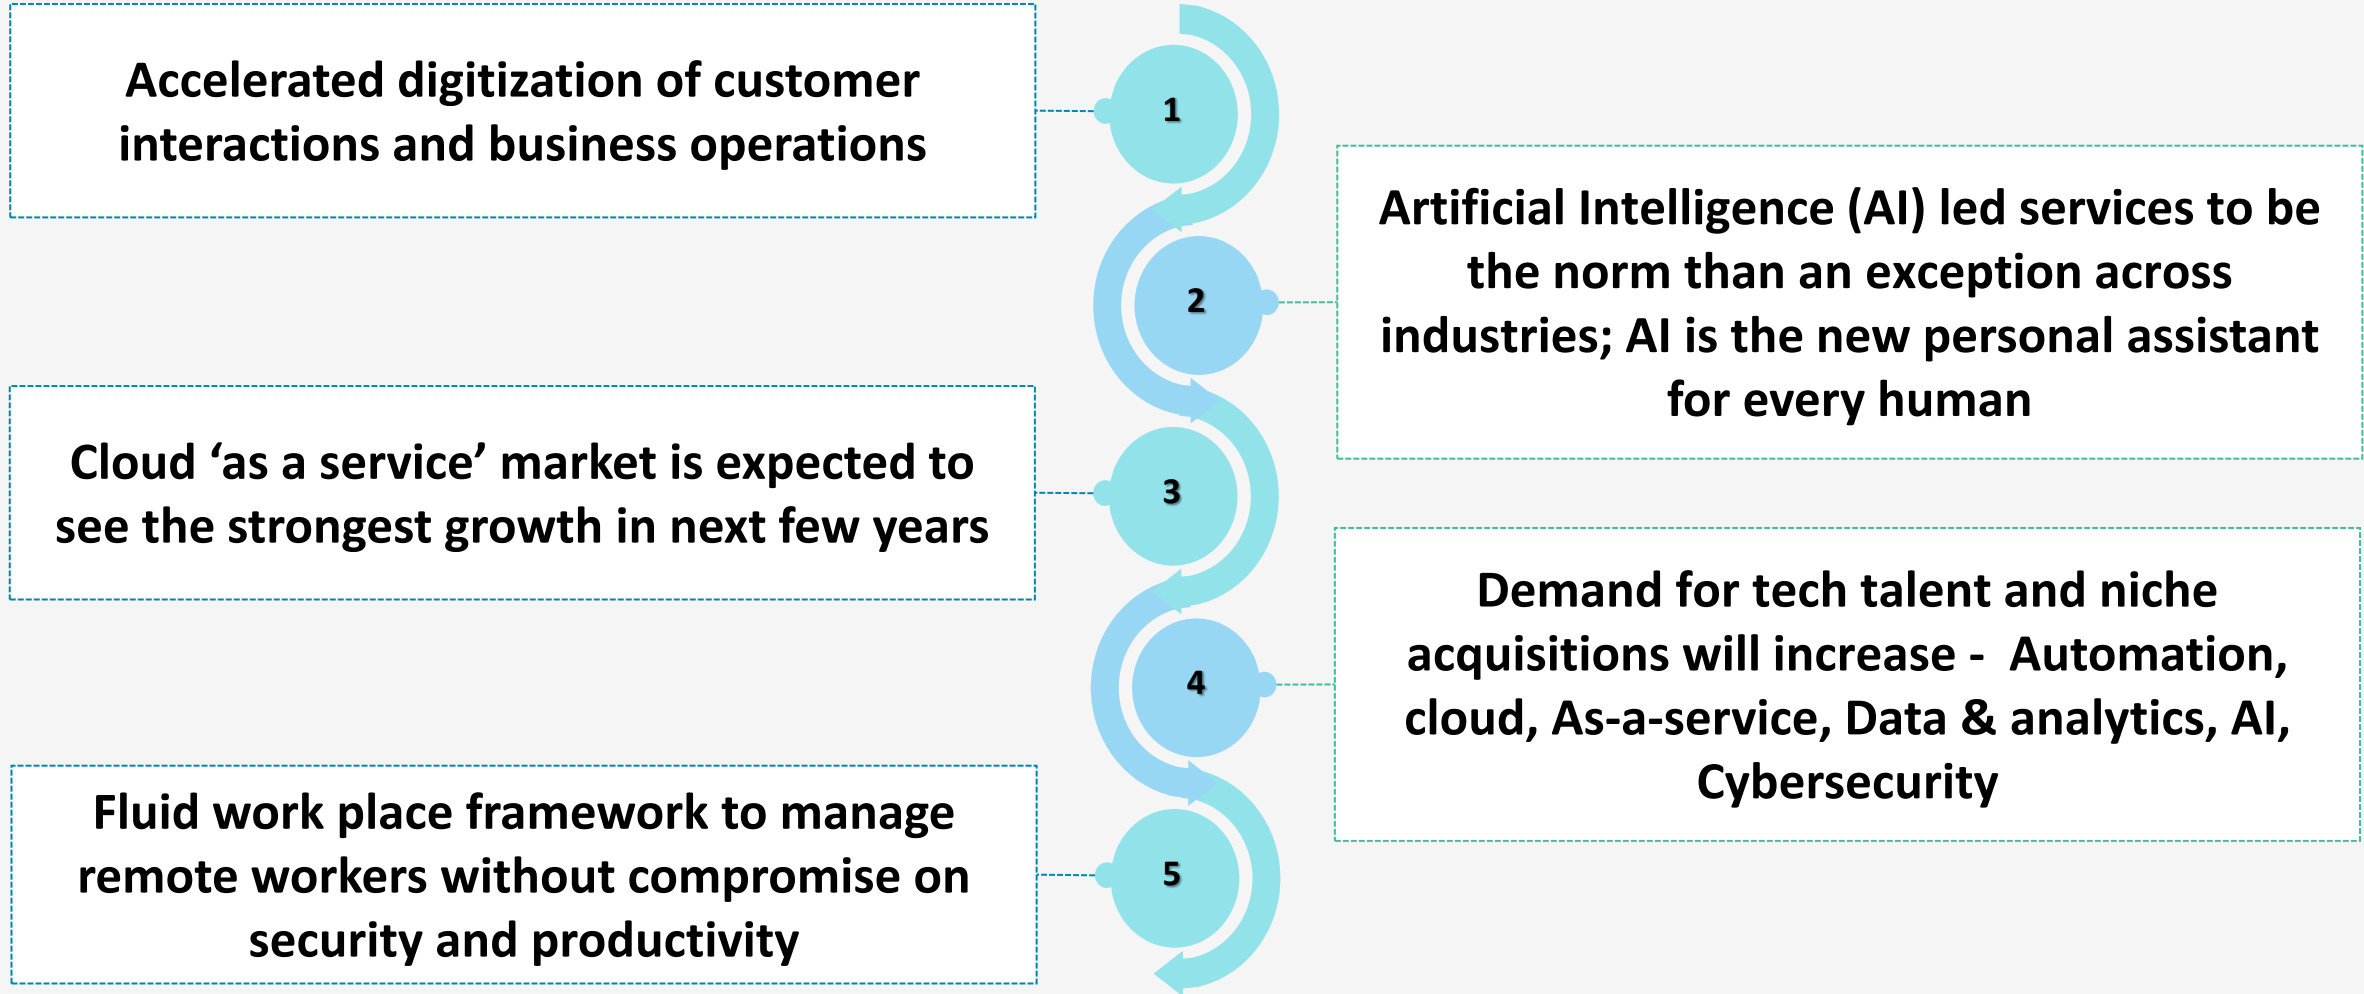 Accelerated digitization of customer
interactions and business operations
1
Artificial Intelligence (AI) led services to be
the norm than an exception across
industries; AI is the new personal assistant
for every human
2
Cloud ‘as a service’ market is expected to
see the strongest growth in next few years
3
Demand for tech talent and niche
acquisitions will increase -  Automation,
cloud, As-a-service, Data & analytics, AI,
Cybersecurity
4
Fluid work place framework to manage
remote workers without compromise on
security and productivity
5